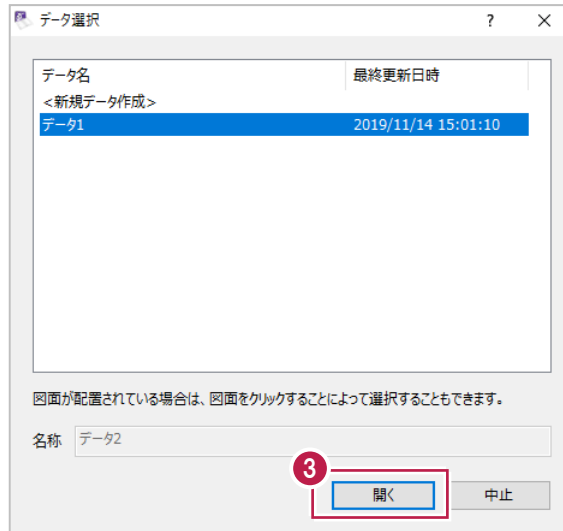 データ選択
データ名 最終更新日時
<新規データ作成>
データ1 2019/11/14 15:01:10
図面が配置されている場合は、図面をクリックすることによって選択することもできます。
名称 データ2
3
開く 中止